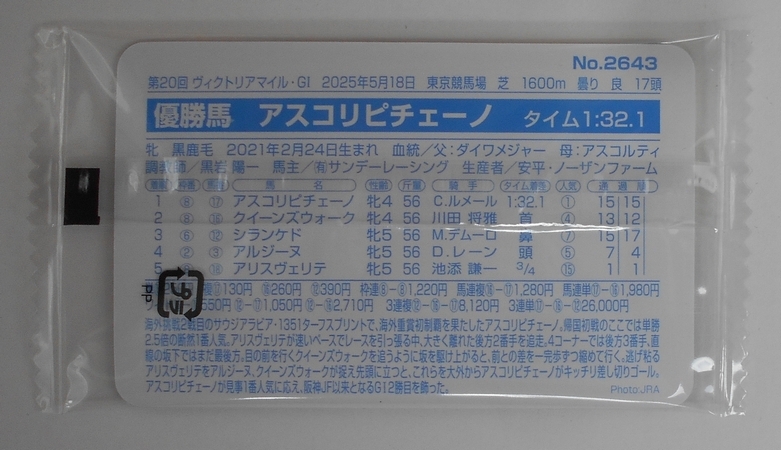 No.2643
第20回 ヴィクトリアマイル・GI 2025年5月18日 東京競馬場 芝 1600m 曇り 良 17頭
優勝馬 アスコリピチェーノ タイム1:32.1
牝 黒鹿毛 2021年2月24日生まれ 血統/父:ダイワメジャー 母:アスコルティ
調教師/黒岩 陽一 馬主/㈲サンデーレーシング 生産者/安平・ノーザンファーム
馬名 性齢 斤量 騎手 タイム着差 人気 通過順
1 ⑧ ⑰ アスコリピチェーノ 牝4 56 C.ルメール 1:32.1 ① 15 15
2 ⑧ ⑯ クイーンズウォーク 牝4 56 川田 将雅 首 ④ 13 12
3 ⑥ ⑫ シランケド 牝5 56 M.デムーロ 鼻 ⑦ 15 17
4 ② ③ アルジーヌ 牝5 56 D.レーン 頭 ⑤ 7 4
5 ⑱ アリスヴェリテ 牝5 56 池添 謙一 3/4 ⑮ 1 1
130円 ⑯260円 ⑫390円 枠連⑧-⑧1,220円 馬連複⑯-⑰1,280円 馬連単⑰-⑯1,980円
550円 ⑫-⑰1,050円 ⑫-⑯2,710円 3連複⑫-⑯-⑰8,120円 3連単⑰-⑯-⑫26,000円
プラ
PP
海外挑戦2戦目のサウジアラビア・1351ターフスプリントで、海外重賞初制覇を果たしたアスコリピチェーノ。帰国初戦のここでは単勝
2.5倍の断然1番人気。アリスヴェリテが速いペースでレースを引っ張る中、大きく離れた後方2番手を追走。4コーナーでは後方3番手、直
線の坂下ではまだ最後方。目の前を行くクイーンズウォークを追うように坂を駆け上がると、前との差を一完歩ずつ縮めて行く。逃げ粘る
アリスヴェリテをアルジーヌ、クイーンズウォークが捉え先頭に立つと、これらを大外からアスコリピチェーノがキッチリ差し切りゴール。
アスコリピチェーノが見事1番人気に応え、阪神JF以来となるG12勝目を飾った。
Photo:JRA